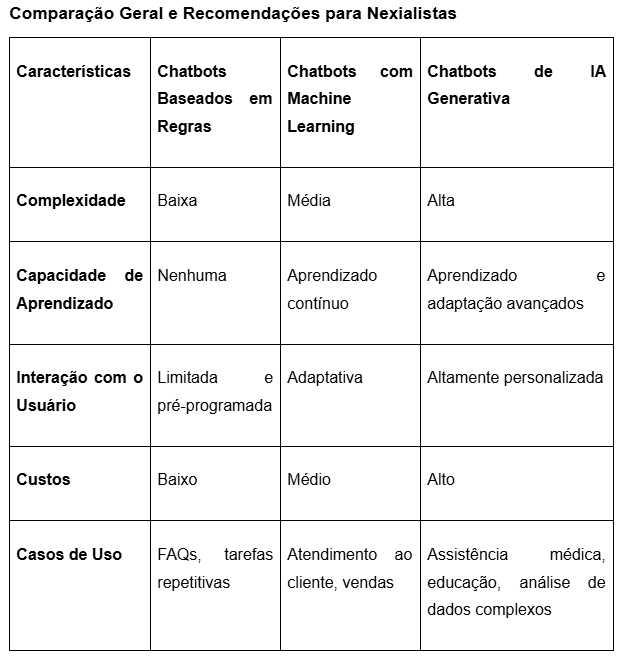 Comparação Geral e Recomendações para Nexialistas
Características
Chatbots
Baseados em
Regras
Chatbots com
Machine
Learning
Chatbots de IA
Generativa
Complexidade
Baixa
Média
Alta
Capacidade de
Aprendizado
Nenhuma
Aprendizado
contínuo
Aprendizado e
adaptação avançados
Interação com o
Usuário
Limitada e
pré-programada
Adaptativa
Altamente personalizada
Custos
Baixo
Médio
Alto
Casos de Uso
FAQs, tarefas
repetitivas
Atendimento ao
cliente, vendas
Assistência médica,
educação, análise de
dados complexos